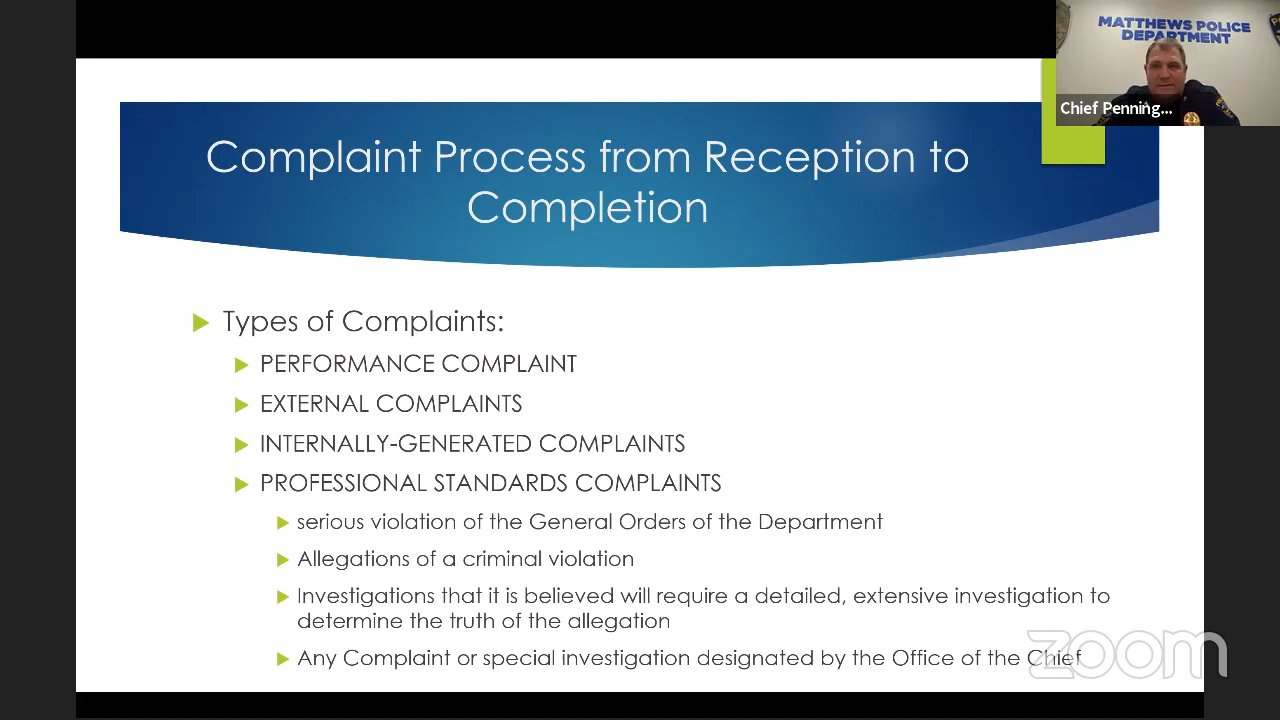 MATTHEWS POLICE
DEPARTMENT
Chief Penning...
Complaint Process from Reception to
Completion
Types of Complaints:
PERFORMANCE COMPLAINT
EXTERNAL COMPLAINTS
INTERNALLY-GENERATED COMPLAINTS
PROFESSIONAL STANDARDS COMPLAINTS
serious violation of the General Orders of the Department
Allegations of a criminal violation
Investigations that it is believed will require a detailed, extensive investigation to
determine the truth of the allegation
Any Complaint or special investigation designated by the Office of the Chief
zoom